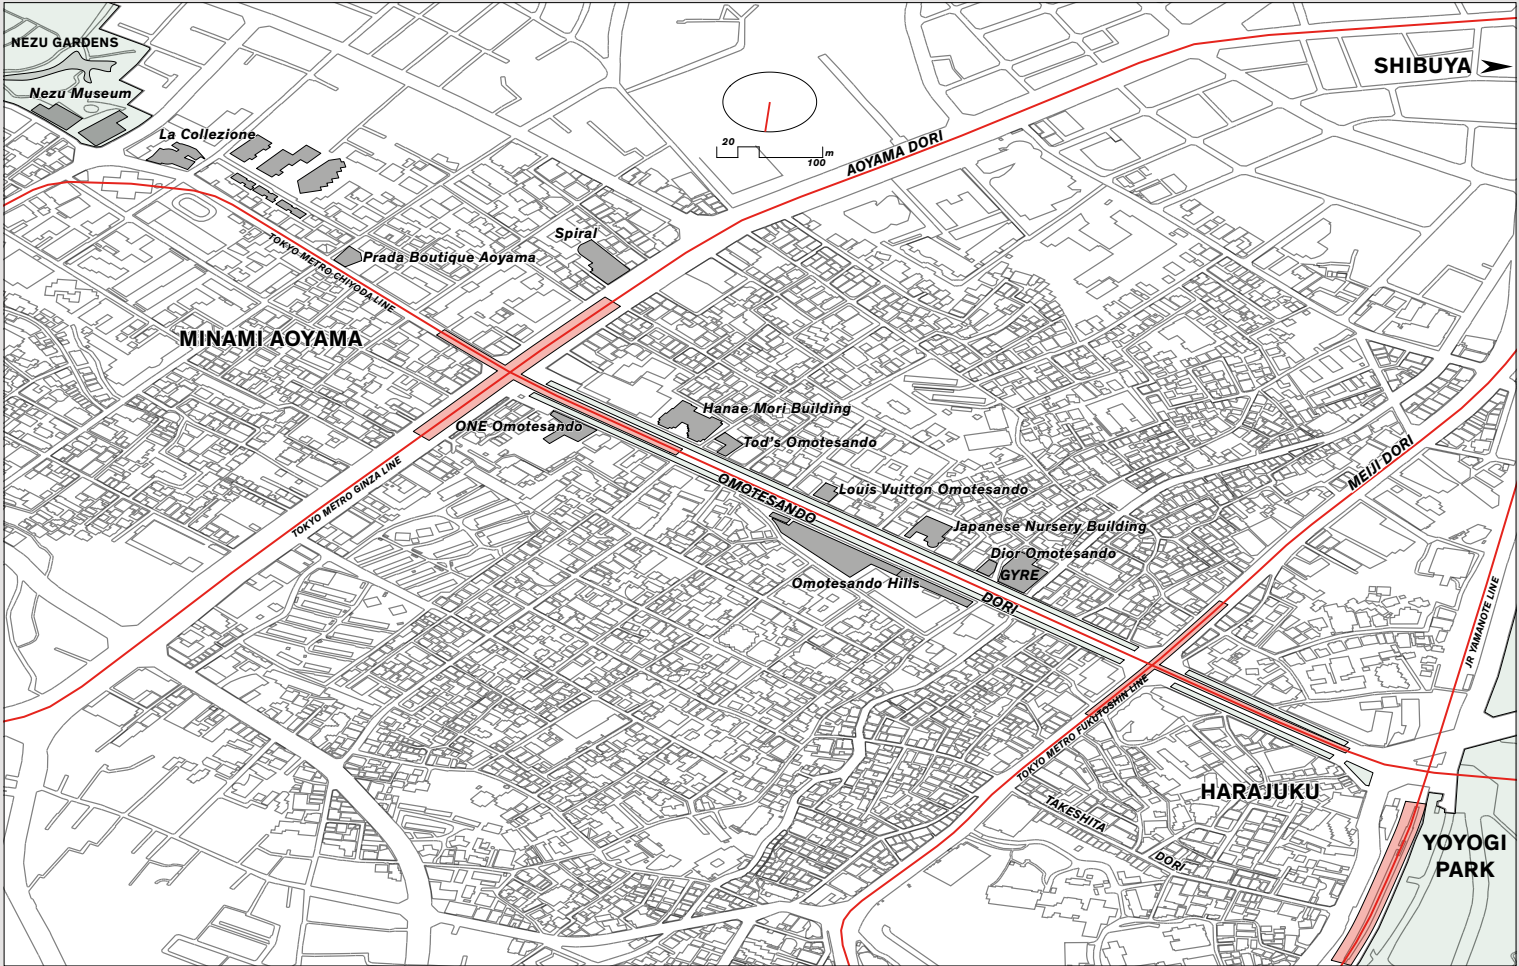 NEZU GARDENS
SHIBUYA
Nezu Museum
La Collezione
20
100
m
AOYAMA DORI
Spiral
TOKYO METRO CHIYODA LINE
Prada Boutique Aoyama
MINAMI AOYAMA
Hanae Mori Building
ONE Omotesando
Tod's Omotesando
MEIJI DORI
TOKYO METRO GINZA LINE
OMOTESANDO
Louis Vuitton Omotesando
Japanese Nursery Building
Dior Omotesando
GYRE
Omotesando Hills
DORI
JR YAMANOTE LINE
TOKYO METRO FUKUTOSHIN LINE
HARAJUKU
TAKESHITA
DORI
YOYOGI
PARK